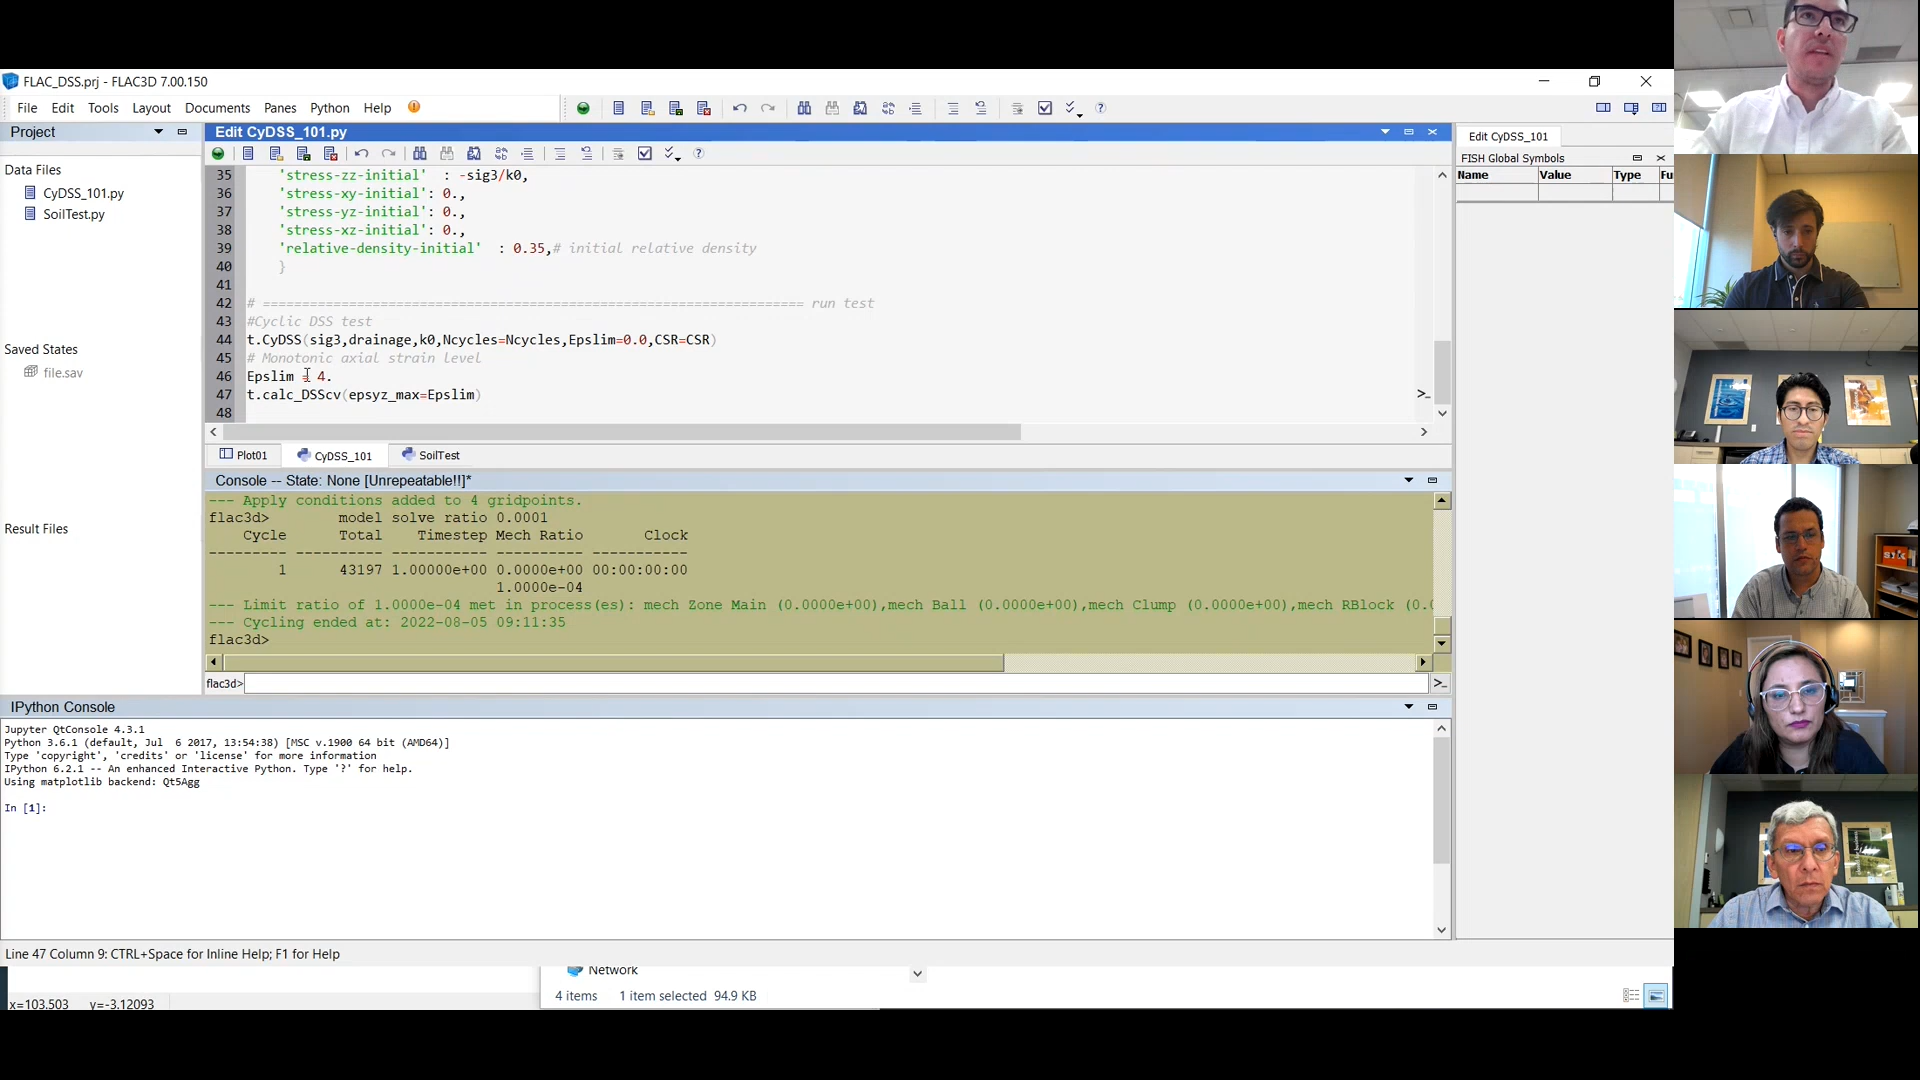 FLAC_DSS.prj - FLAC3D 7.00.150
File Edit Tools Layout Documents Panes Python Help
Project
Edit CyDSS_101.py
Edit CyDSS_101
Data Files
CyDSS_101.py
SoilTest.py
Saved States
file.sav
Result Files
FISH Global Symbols
Name Value Type Fu
35 'stress-zz-initial' : -sig3/k0,
36 'stress-xy-initial': 0.,
37 'stress-yz-initial': 0.,
38 'stress-xz-initial': 0.,
39 'relative-density-initial' : 0.35,# initial relative density
40 }
41
42 # ===================================================================== run test
43 #Cyclic DSS test
44 t.CyDSS(sig3,drainage,k0,Ncycles=Ncycles,Epslim=0.0,CSR=CSR)
45 # Monotonic axial strain level
46 Epslim = 4.
47 t.calc_DSScv(epsyz_max=Epslim)
48
Plot01 CyDSS_101 SoilTest
Console -- State: None [Unrepeatable!!]*
--- Apply conditions added to 4 gridpoints.
flac3d> model solve ratio 0.0001
Cycle Total Timestep Mech Ratio Clock
--------- ---------- ----------- ---------- -----------
1 43197 1.00000e+00 0.0000e+00 00:00:00:00
1.0000e-04
--- Limit ratio of 1.0000e-04 met in process(es): mech Zone Main (0.0000e+00),mech Ball (0.0000e+00),mech Clump (0.0000e+00),mech RBlock (0.0
--- Cycling ended at: 2022-08-05 09:11:35
flac3d>
flac3d>
IPython Console
Jupyter QtConsole 4.3.1
Python 3.6.1 (default, Jul 6 2017, 13:54:38) [MSC v.1900 64 bit (AMD64)]
Type 'copyright', 'credits' or 'license' for more information
IPython 6.2.1 -- An enhanced Interactive Python. Type '?' for help.
Using matplotlib backend: Qt5Agg
In [1]:
Line 47 Column 9: CTRL+Space for Inline Help; F1 for Help
Network
4 items 1 item selected 94.9 KB
x=103.503 y=-3.12093